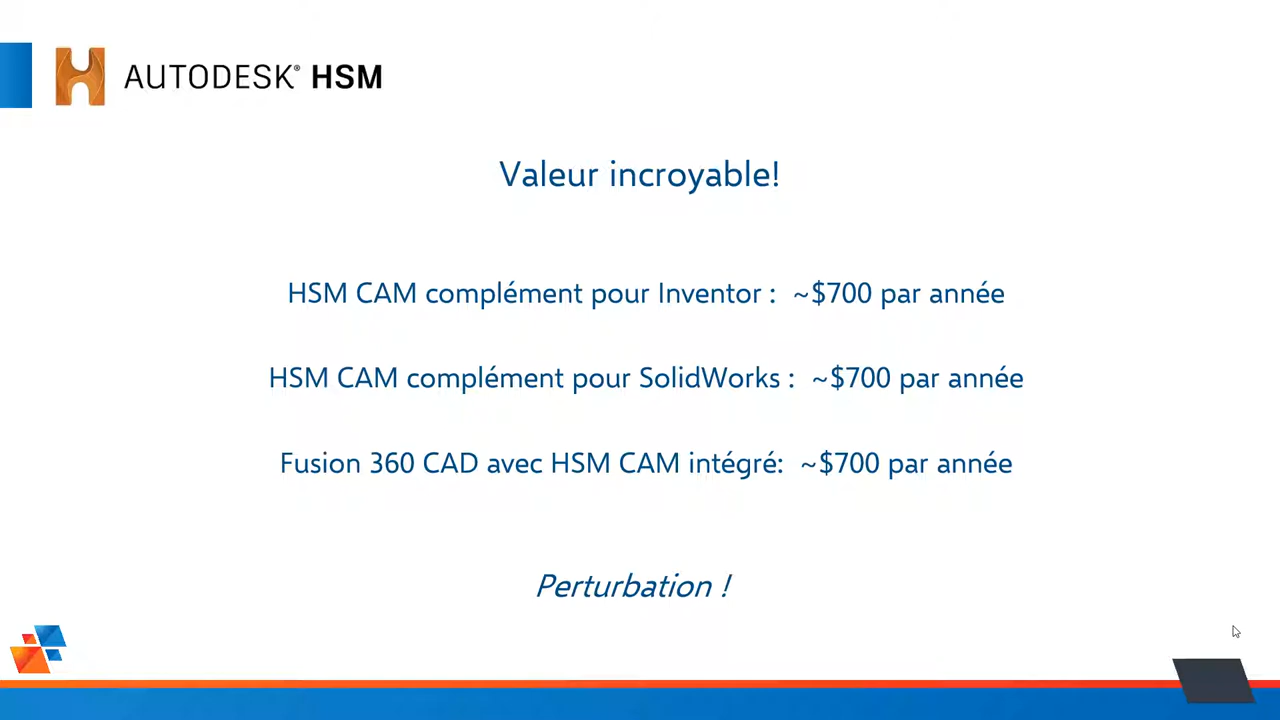 AUTODESK® HSM
Valeur incroyable!
HSM CAM complément pour Inventor : ~$700 par année
HSM CAM complément pour SolidWorks : ~$700 par année
Fusion 360 CAD avec HSM CAM intégré: ~$700 par année
Perturbation !